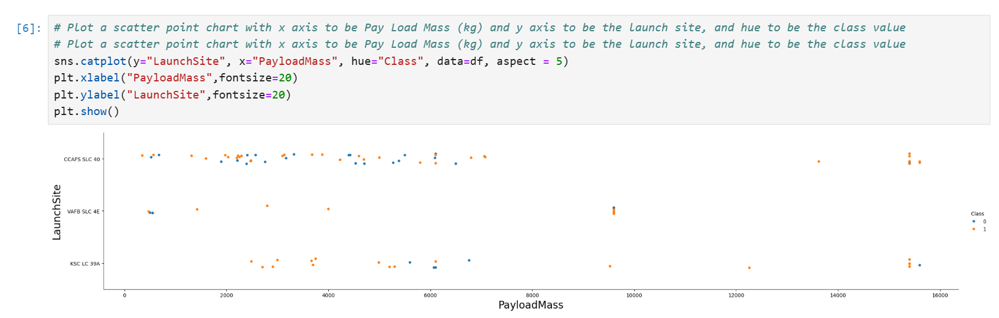 [6]: # Plot a scatter point chart with x axis to be Pay Load Mass (kg) and y axis to be the launch site, and hue to be the class value
# Plot a scatter point chart with x axis to be Pay Load Mass (kg) and y axis to be the launch site, and hue to be the class value
sns.catplot(y="LaunchSite", x="PayloadMass", hue="Class", data=df, aspect = 5)
plt.xlabel("PayloadMass",fontsize=20)
plt.ylabel("LaunchSite",fontsize=20)
plt.show()
CCAFS SLC 40
VAFB SLC 4E
KSC LC 39A
LaunchSite
Class
0
1
0 2000 4000 6000 8000 10000 12000 14000 16000
PayloadMass